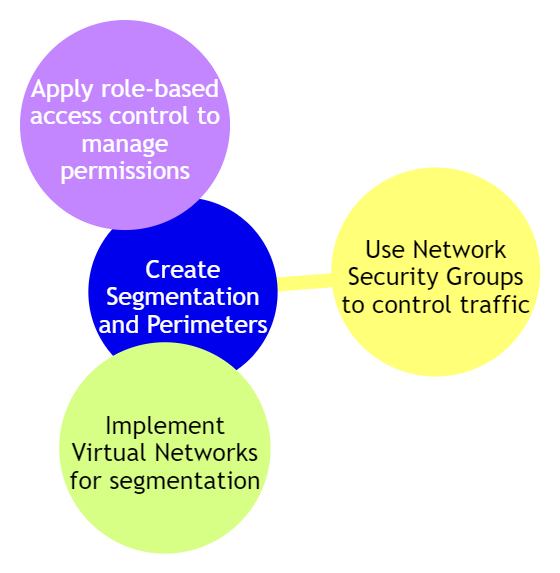 Apply role-based
access control to
manage
permissions
Create
Segmentation
and Perimeters
Use Network
Security Groups
to control traffic
Implement
Virtual Networks
for segmentation